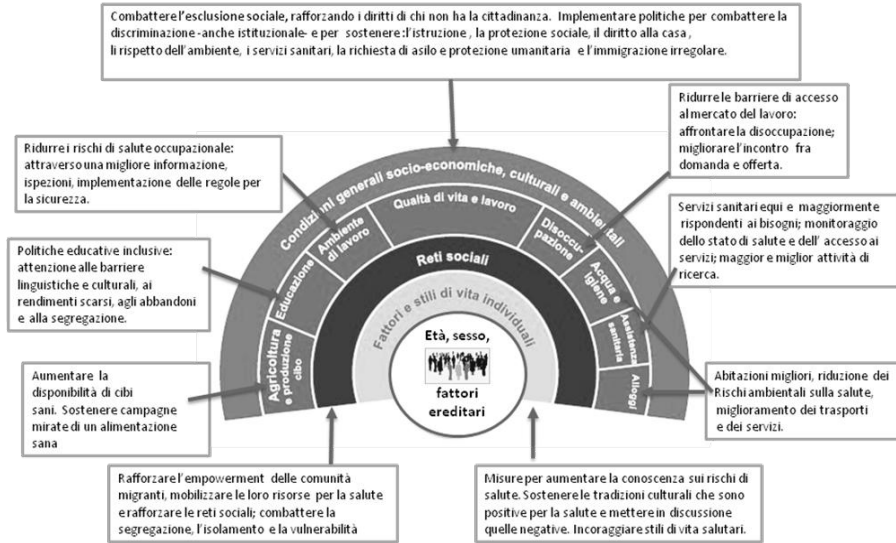 Combattere l'esclusione sociale, rafforzando i diritti di chi non ha la cittadinanza. Implementare politiche per combattere la
discriminazione -anche istituzionale- e per sostenere: l'istruzione, la protezione sociale, il diritto alla casa,
li rispetto dell'ambiente, i servizi sanitari, la richiesta di asilo e protezione umanitaria e l'immigrazione irregolare.
Ridurre le barriere di accesso
al mercato del lavoro:
affrontare la disoccupazione;
migliorare l'incontro fra
domanda e offerta.
Ridurre i rischi di salute occupazionale:
attraverso una migliore informazione,
ispezioni, implementazione delle regole per
la sicurezza.
Servizi sanitari equi e maggiormente
rispondenti ai bisogni; monitoraggio
dello stato di salute e dell' accesso ai
servizi; maggior e miglior attività di
ricerca.
Politiche educative inclusive:
attenzione alle barriere
linguistiche e culturali, ai
rendimenti scarsi, agli abbandoni
e alla segregazione.
Aumentare la
disponibilità di cibi
sani. Sostenere campagne
mirate di un alimentazione
sana
Abitazioni migliori, riduzione dei
Rischi ambientali sulla salute,
miglioramento dei trasporti
e dei servizi.
Rafforzare l'empowerment delle comunità
migranti, mobilizzare le loro risorse per la salute
e rafforzare le reti sociali; combattere la
segregazione, l'isolamento e la vulnerabilità
Misure per aumentare la conoscenza sui rischi di
salute. Sostenere le tradizioni culturali che sono
positive per la salute e mettere in discussione
quelle negative. Incoraggiare stili di vita salutari.
Condizioni generali socio-economiche, culturali e ambientali
Agricoltura
e produzione
cibo
Educazione
Ambiente
di lavoro
Qualtà di vita e lavoro
Disoccu-
pazione
Acqua e
igiene
Assistenza
sanitaria
Alloggi
Reti sociali
Fattori e stili di vita individuali
Età, sesso,
fattori
ereditari